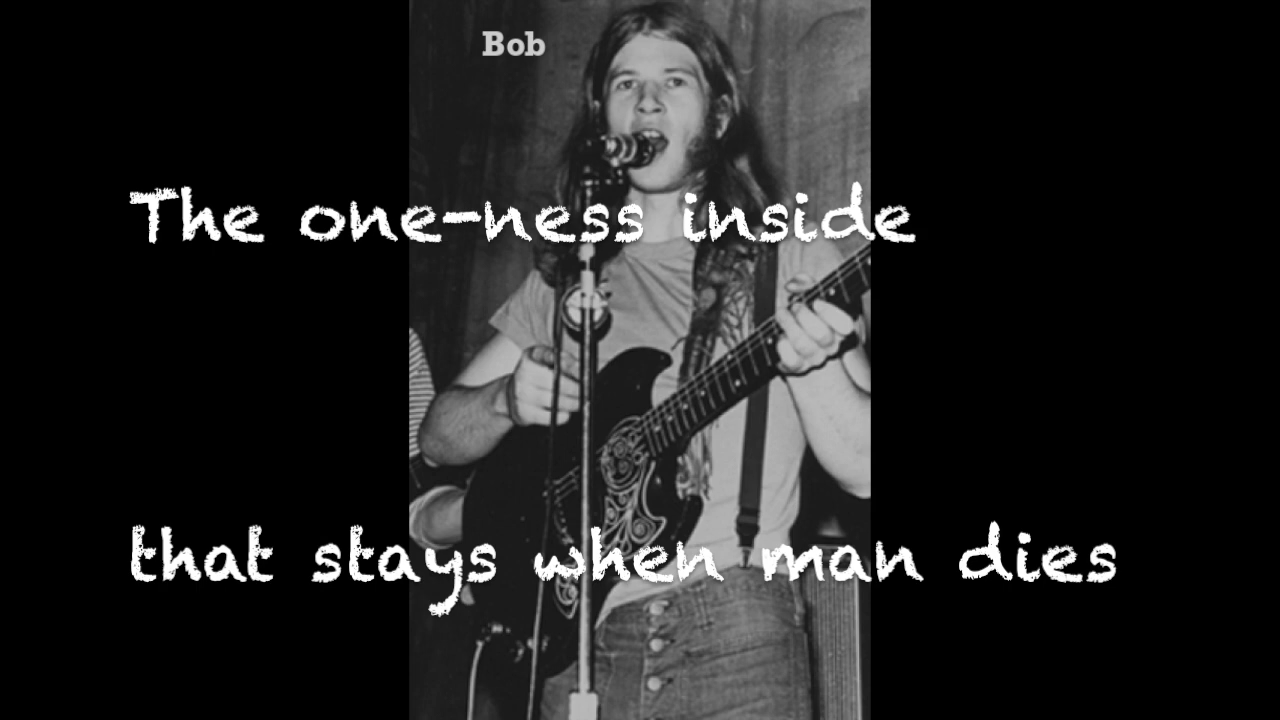 Bob
The one-ness inside
that stays when man dies